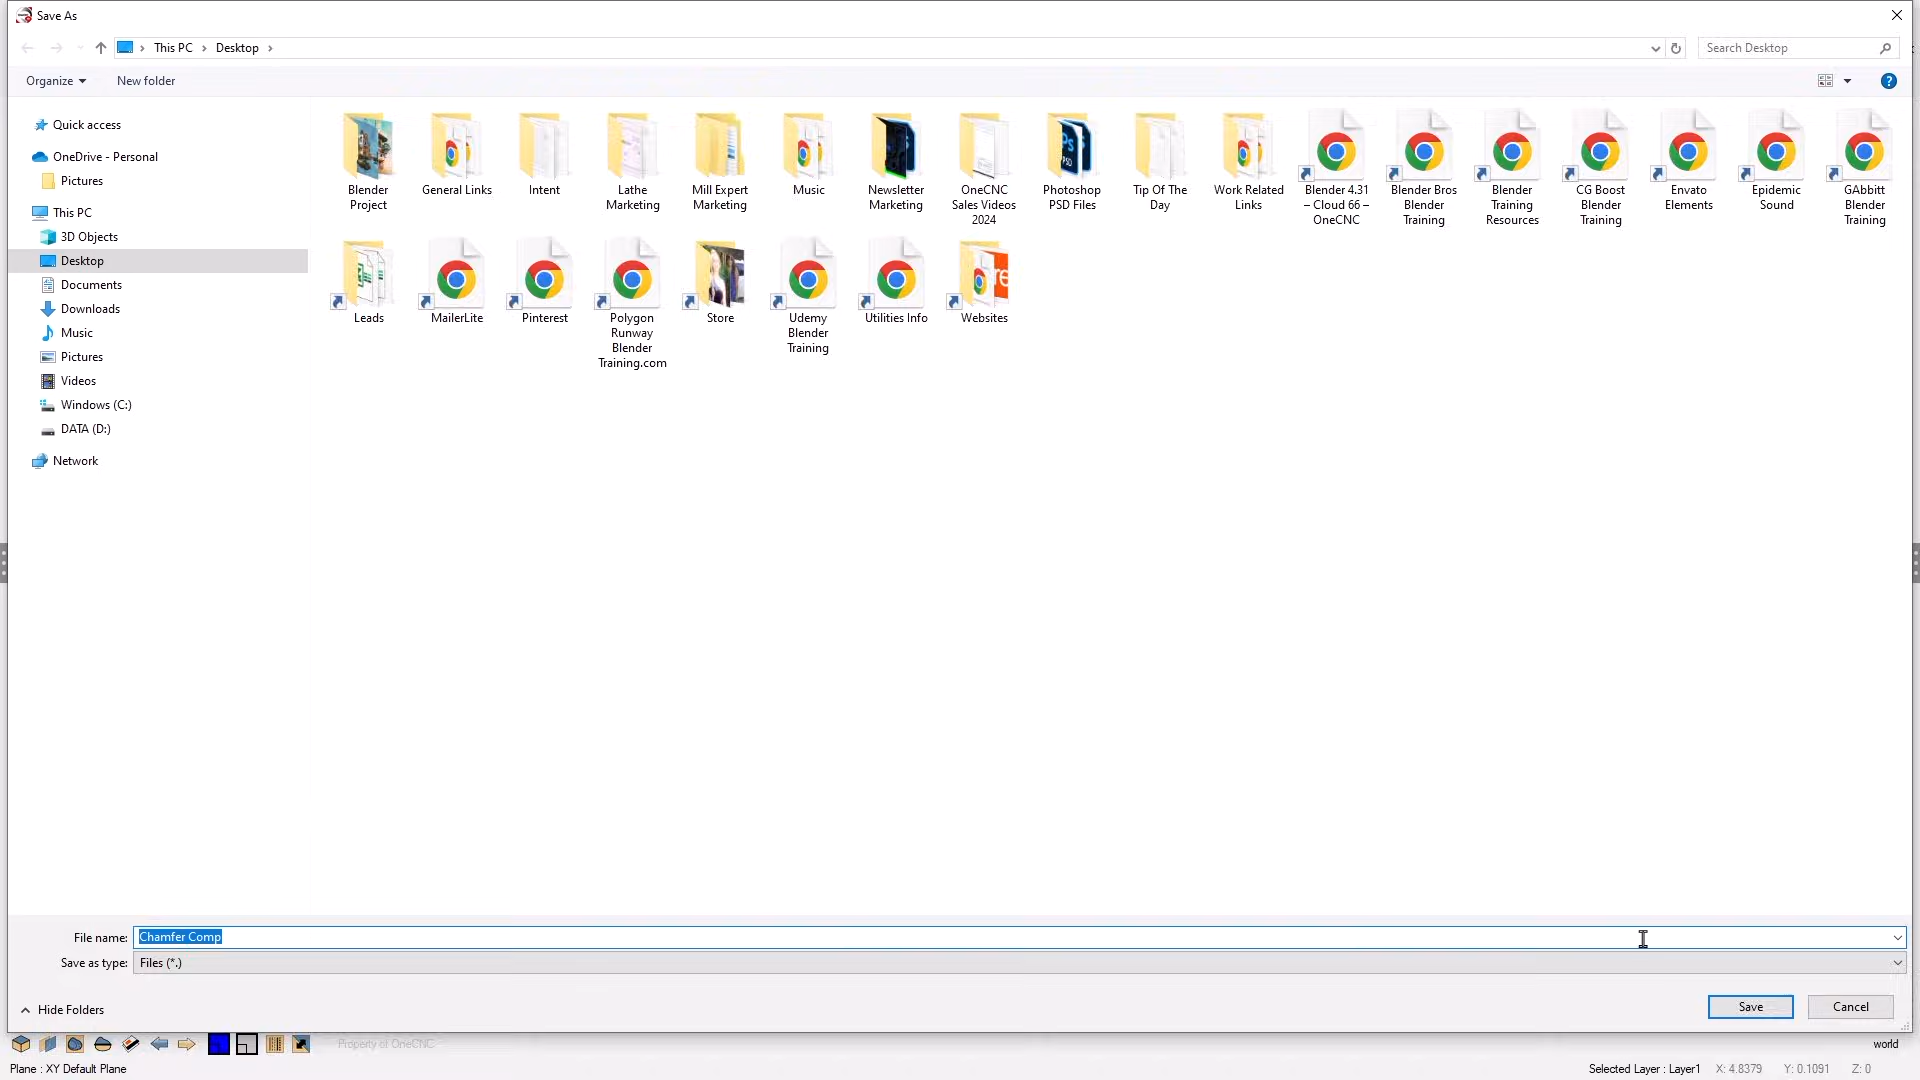 Save As
This PC
Desktop
Search Desktop
Organize
New folder
Quick access
OneDrive - Personal
Pictures
This PC
3D Objects
Desktop
Documents
Downloads
Music
Pictures
Videos
Windows (C:)
DATA (D:)
Network
Blender
Project
General Links
Intent
Lathe
Marketing
Mill Expert
Marketing
Music
Newsletter
Marketing
OneCNC
Sales Videos
2024
Photoshop
PSD Files
Tip Of The
Day
Work Related
Links
Blender 4.31
– Cloud 66 –
OneCNC
Blender Bros
Blender
Training
Blender
Training
Resources
CG Boost
Blender
Training
Envato
Elements
Epidemic
Sound
GAbbitt
Blender
Training
Leads
MailerLite
Pinterest
Polygon
Runway
Blender
Training.com
Store
Udemy
Blender
Training
Utilities Info
Websites
File name: Chamfer Comp
Save as type: Files (*.)
Hide Folders
Save
Cancel
Property of OneCNC
world
Plane : XY Default Plane
Selected Layer : Layer1 X: 4.8379 Y: 0.1091 Z: 0